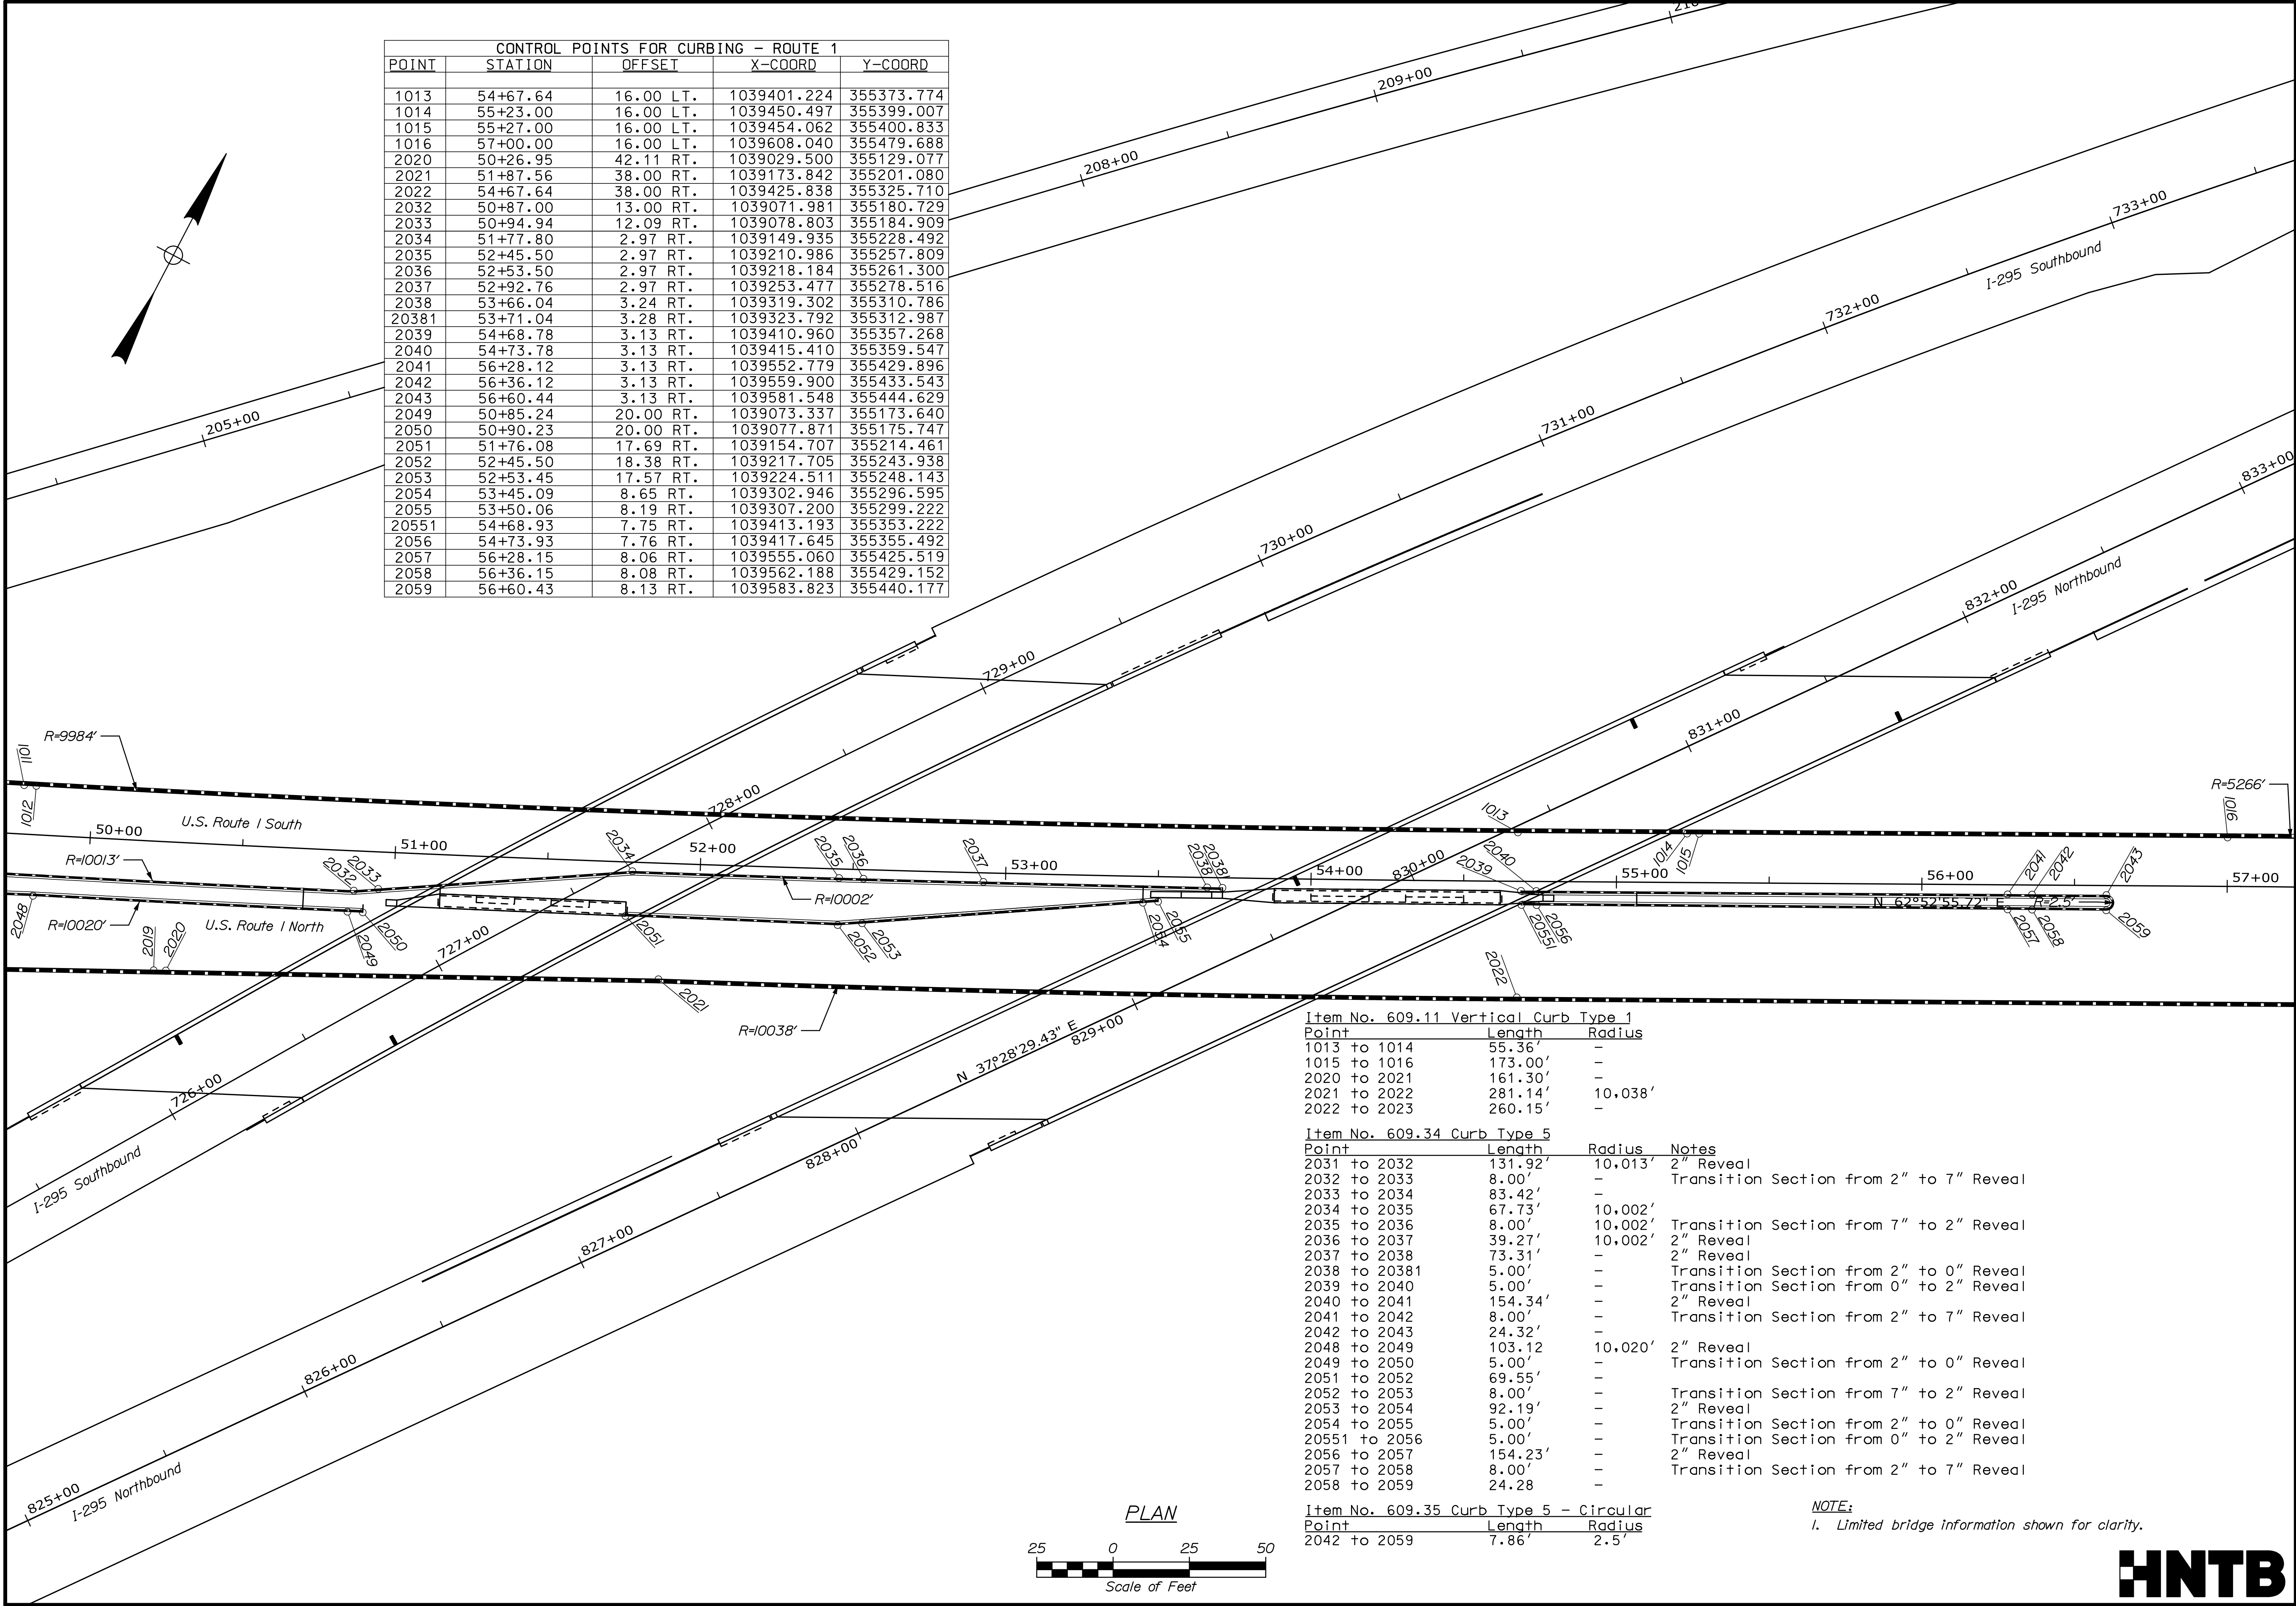 CONTROL POINTS FOR CURBING - ROUTE 1
POINT STATION OFFSET X-COORD Y-COORD
1013 54+67.64 16.00 LT. 1039401.224 355373.774
1014 55+23.00 16.00 LT. 1039450.497 355399.007
1015 55+27.00 16.00 LT. 1039454.062 355400.833
1016 57+00.00 16.00 LT. 1039608.040 355479.688
2020 50+26.95 42.11 RT. 1039029.500 355129.077
2021 51+87.56 38.00 RT. 1039173.842 355201.080
2022 54+67.64 38.00 RT. 1039425.838 355325.710
2032 50+87.00 13.00 RT. 1039071.981 355180.729
2033 50+94.94 12.09 RT. 1039078.803 355184.909
2034 51+77.80 2.97 RT. 1039149.935 355228.492
2035 52+45.50 2.97 RT. 1039210.986 355257.809
2036 52+53.50 2.97 RT. 1039218.184 355261.300
2037 52+92.76 2.97 RT. 1039253.477 355278.516
2038 53+66.04 3.24 RT. 1039319.302 355310.786
20381 53+71.04 3.28 RT. 1039323.792 355312.987
2039 54+68.78 3.13 RT. 1039410.960 355357.268
2040 54+73.78 3.13 RT. 1039415.410 355359.547
2041 56+28.12 3.13 RT. 1039552.779 355429.896
2042 56+36.12 3.13 RT. 1039559.900 355433.543
2043 56+60.44 3.13 RT. 1039581.548 355444.629
2049 50+85.24 20.00 RT. 1039073.337 355173.640
2050 50+90.23 20.00 RT. 1039077.871 355175.747
2051 51+76.08 17.69 RT. 1039154.707 355214.461
2052 52+45.50 18.38 RT. 1039217.705 355243.938
2053 52+53.45 17.57 RT. 1039224.511 355248.143
2054 53+45.09 8.65 RT. 1039302.946 355296.595
2055 53+50.06 8.19 RT. 1039307.200 355299.222
20551 54+68.93 7.75 RT. 1039413.193 355353.222
2056 54+73.93 7.76 RT. 1039417.645 355355.492
2057 56+28.15 8.06 RT. 1039555.060 355425.519
2058 56+36.15 8.08 RT. 1039562.188 355429.152
2059 56+60.43 8.13 RT. 1039583.823 355440.177
205+00
208+00
209+00
733+00
I-295 Southbound
732+00
731+00
730+00
729+00
728+00
727+00
726+00
I-295 Southbound
833+00
832+00
I-295 Northbound
831+00
830+00
829+00
N 37°28'29.43" E
828+00
827+00
826+00
825+00
I-295 Northbound
R=9984'
1101
1012
U.S. Route 1 South
50+00
51+00
52+00
53+00
54+00
55+00
56+00
57+00
R=10013'
2032
2033
2034
2035
2036
2037
2038
2038
1013
2039
2040
1014
1015
2041
2042
2043
1016
R=5266'
R=10002'
2048
R=10020'
2019
2020
U.S. Route 1 North
2049
2050
2051
2052
2053
2054
2055
20551
2056
N 62°52'55.72" E
R=2.5'
2057
2058
2059
2021
R=10038'
2022
Item No. 609.11 Vertical Curb Type 1
Point Length Radius
1013 to 1014 55.36' -
1015 to 1016 173.00' -
2020 to 2021 161.30' -
2021 to 2022 281.14' 10,038'
2022 to 2023 260.15' -
Item No. 609.34 Curb Type 5
Point Length Radius Notes
2031 to 2032 131.92' 10,013' 2" Reveal
2032 to 2033 8.00' - Transition Section from 2" to 7" Reveal
2033 to 2034 83.42' -
2034 to 2035 67.73' 10,002'
2035 to 2036 8.00' 10,002' Transition Section from 7" to 2" Reveal
2036 to 2037 39.27' 10,002' 2" Reveal
2037 to 2038 73.31' - 2" Reveal
2038 to 20381 5.00' - Transition Section from 2" to 0" Reveal
2039 to 2040 5.00' - Transition Section from 0" to 2" Reveal
2040 to 2041 154.34' - 2" Reveal
2041 to 2042 8.00' - Transition Section from 2" to 7" Reveal
2042 to 2043 24.32' -
2048 to 2049 103.12 10,020' 2" Reveal
2049 to 2050 5.00' - Transition Section from 2" to 0" Reveal
2051 to 2052 69.55' -
2052 to 2053 8.00' - Transition Section from 7" to 2" Reveal
2053 to 2054 92.19' - 2" Reveal
2054 to 2055 5.00' - Transition Section from 2" to 0" Reveal
20551 to 2056 5.00' - Transition Section from 0" to 2" Reveal
2056 to 2057 154.23' - 2" Reveal
2057 to 2058 8.00' - Transition Section from 2" to 7" Reveal
2058 to 2059 24.28 -
Item No. 609.35 Curb Type 5 - Circular
Point Length Radius
2042 to 2059 7.86' 2.5'
PLAN
25 0 25 50
Scale of Feet
NOTE:
1. Limited bridge information shown for clarity.
HNTB